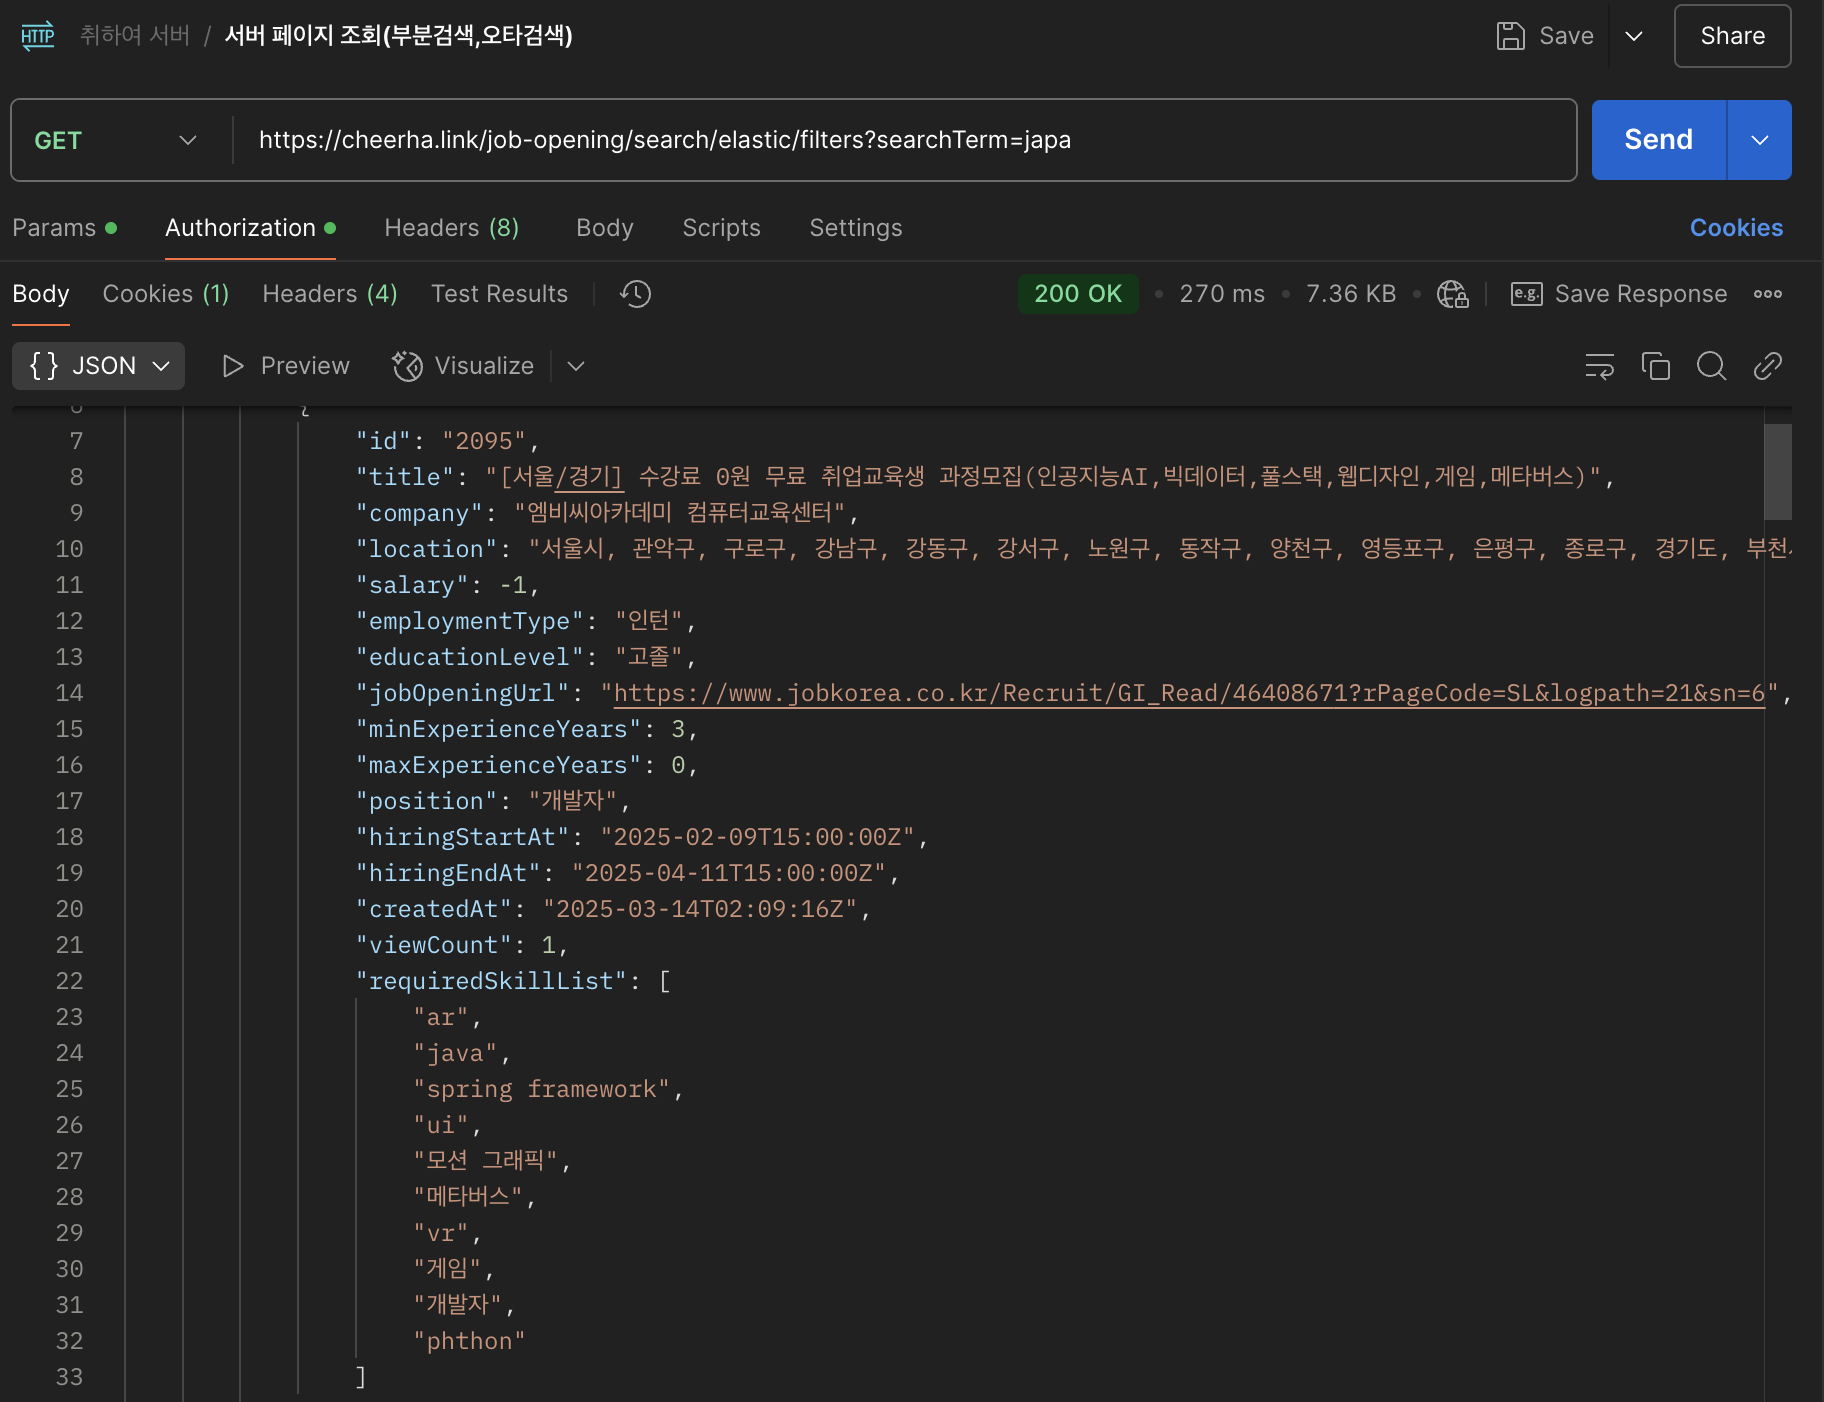 HTTP 취하여 서버 / 서버 페이지 조회(부분검색,오타검색) Save Share
GET https://cheerha.link/job-opening/search/elastic/filters?searchTerm=japa Send
Params Authorization Headers (8) Body Scripts Settings Cookies
Body Cookies (1) Headers (4) Test Results 200 OK • 270 ms • 7.36 KB • e.g. Save Response
{} JSON Preview Visualize
6 {
7 "id": "2095",
8 "title": "[서울/경기] 수강료 0원 무료 취업교육생 과정모집(인공지능AI,빅데이터,풀스택,웹디자인,게임,메타버스)",
9 "company": "엠비씨아카데미 컴퓨터교육센터",
10 "location": "서울시, 관악구, 구로구, 강남구, 강동구, 강서구, 노원구, 동작구, 양천구, 영등포구, 은평구, 종로구, 경기도, 부천
11 "salary": -1,
12 "employmentType": "인턴",
13 "educationLevel": "고졸",
14 "jobOpeningUrl": "https://www.jobkorea.co.kr/Recruit/GI_Read/46408671?rPageCode=SL&logpath=21&sn=6",
15 "minExperienceYears": 3,
16 "maxExperienceYears": 0,
17 "position": "개발자",
18 "hiringStartAt": "2025-02-09T15:00:00Z",
19 "hiringEndAt": "2025-04-11T15:00:00Z",
20 "createdAt": "2025-03-14T02:09:16Z",
21 "viewCount": 1,
22 "requiredSkillList": [
23 "ar",
24 "java",
25 "spring framework",
26 "ui",
27 "모션 그래픽",
28 "메타버스",
29 "vr",
30 "게임",
31 "개발자",
32 "phthon"
33 ]